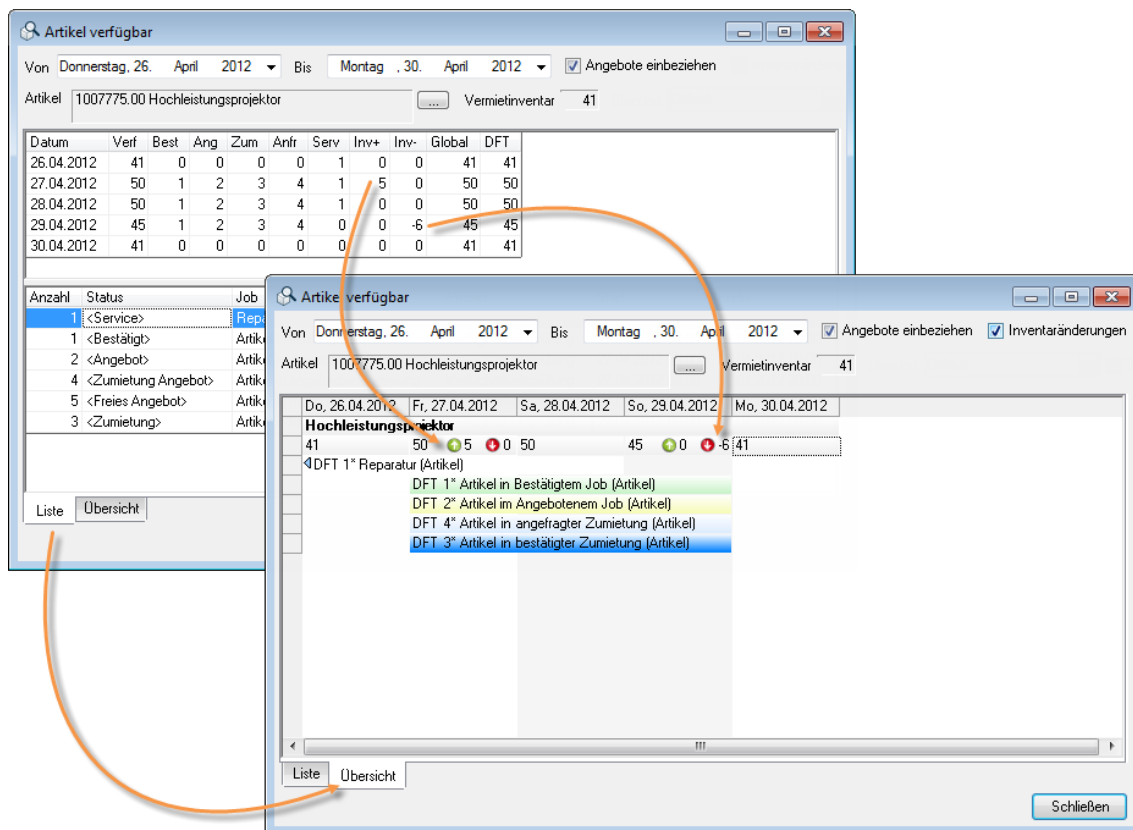 Artikel verfügbar
Von Donnerstag, 26. April 2012 Bis Montag , 30. April 2012 Angebote einbeziehen
Artikel 1007775.00 Hochleistungsprojektor ... Vermietinventar 41
Datum Verf Best Ang Zum Anfr Serv Inv+ Inv- Global DFT
26.04.2012 41 0 0 0 0 1 0 0 41 41
27.04.2012 50 1 2 3 4 1 5 0 50 50
28.04.2012 50 1 2 3 4 1 0 0 50 50
29.04.2012 45 1 2 3 4 0 0 -6 45 45
30.04.2012 41 0 0 0 0 0 0 0 41 41
Anzahl Status Job
1 <Service> Repa
1 <Bestätigt> Artik
2 <Angebot> Artik
4 <Zumietung Angebot> Artik
5 <Freies Angebot> Artik
3 <Zumietung> Artik
Liste Übersicht
Artikel verfügbar
Von Donnerstag, 26. April 2012 Bis Montag , 30. April 2012 Angebote einbeziehen Inventaränderungen
Artikel 1007775.00 Hochleistungsprojektor ... Vermietinventar 41
Do, 26.04.2012 Fr, 27.04.2012 Sa, 28.04.2012 So, 29.04.2012 Mo, 30.04.2012
Hochleistungsprojektor
41 50 5 0 50 45 0 -6 41
DFT 1* Reparatur (Artikel)
DFT 1* Artikel in Bestätigtem Job (Artikel)
DFT 2* Artikel im Angebotenem Job (Artikel)
DFT 4* Artikel in angefragter Zumietung (Artikel)
DFT 3* Artikel in bestätigter Zumietung (Artikel)
Liste Übersicht
Schließen